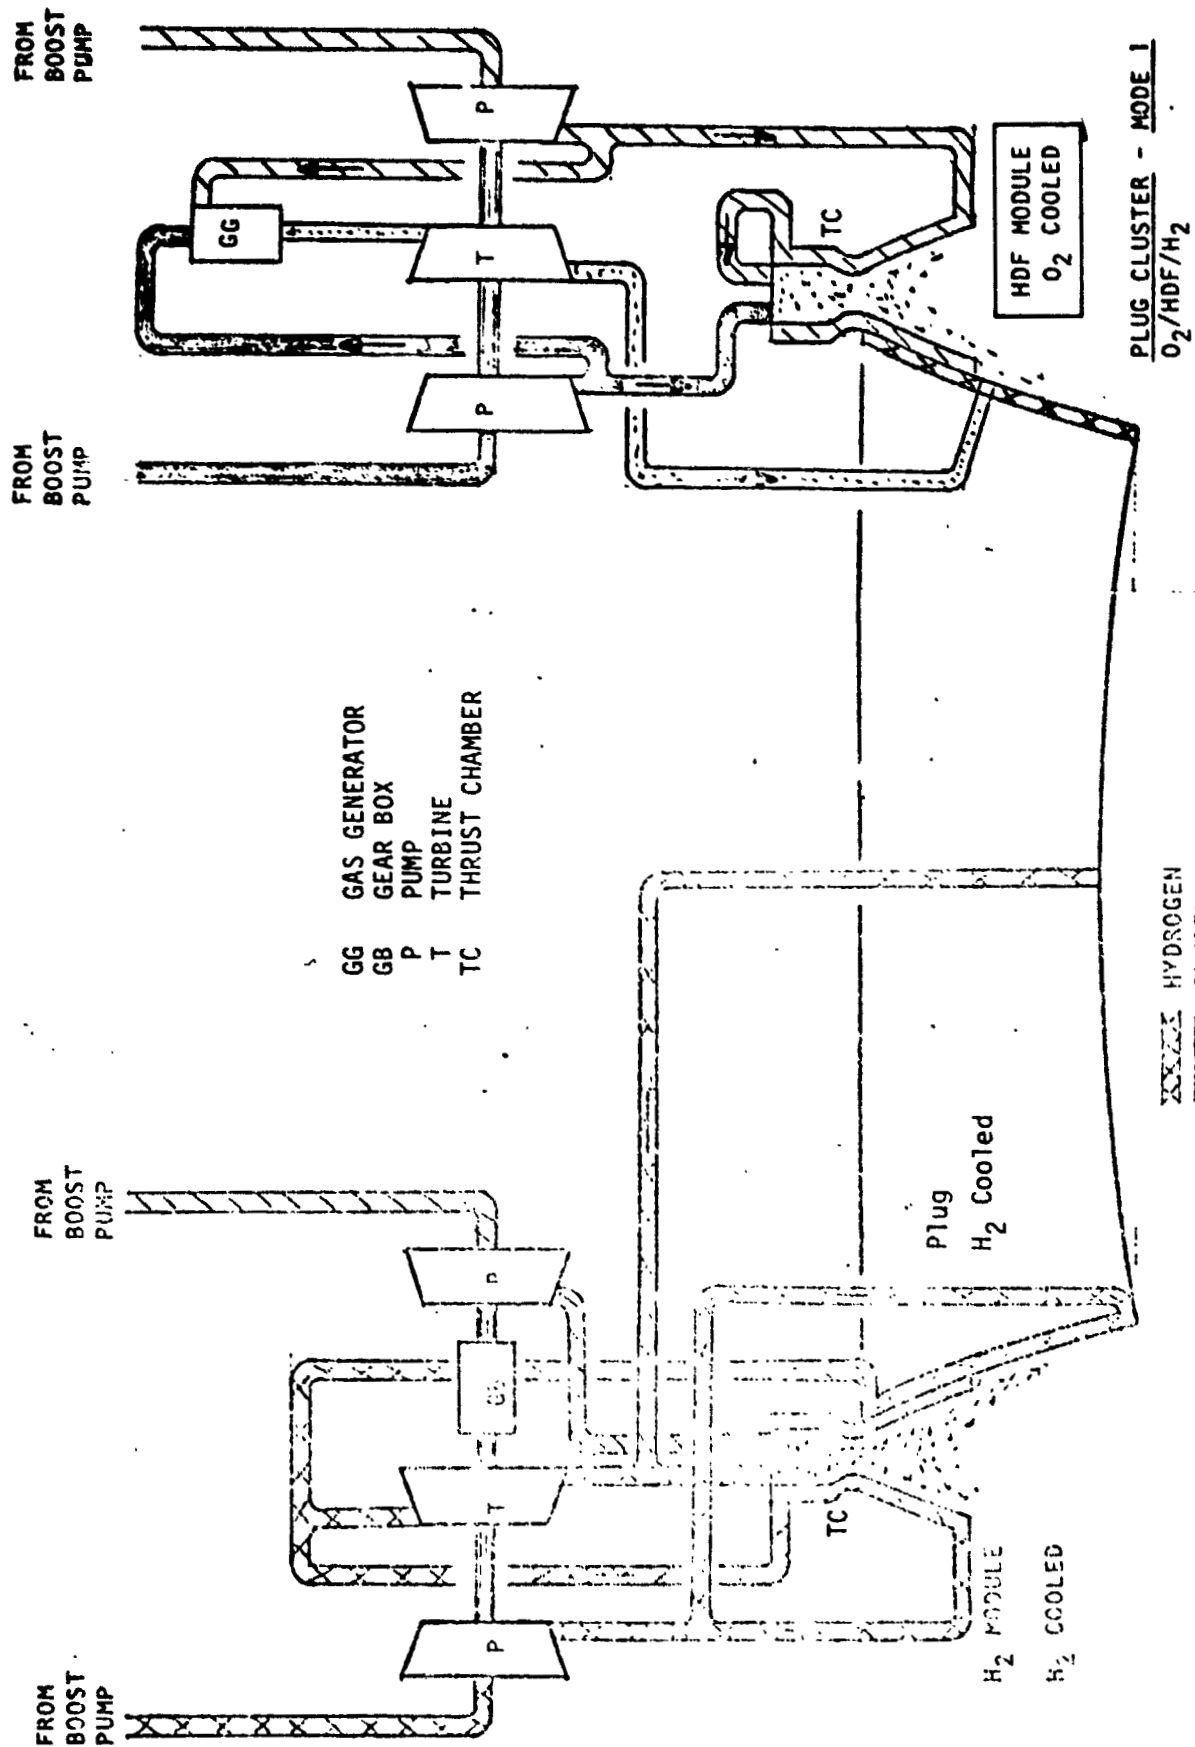 FROM
BOOST
PUMP
FROM
BOOST
PUMP
FROM
BOOST
PUMP
FROM
BOOST
PUMP
GG GAS GENERATOR
GB GEAR BOX
P PUMP
T TURBINE
TC THRUST CHAMBER
P
T
P
P
T
P
GG
TC
TC
Plug
H2 Cooled
H2 MODULE
H2 COOLED
HDF MODULE
O2 COOLED
PLUG CLUSTER - MODE 1
O2/HDF/H2
HYDROGEN